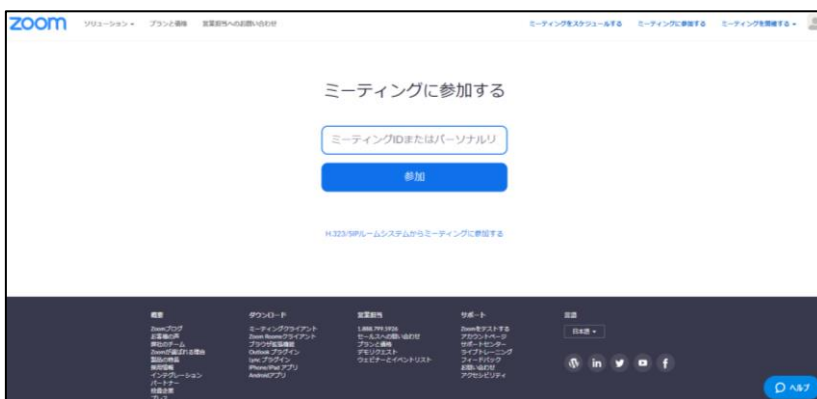 zoom ソリューション プランと価格 営業担当へのお問い合わせ ミーティングをスケジュールする ミーティングに参加する ミーティングを開催する
ミーティングに参加する
ミーティングIDまたはパーソナルリ
参加
H.323/SIPルームシステムからミーティングに参加する
概要
Zoomブログ
お客様の声
弊社のチーム
Zoomが選ばれる理由
製品の特長
採用情報
インテグレーション
パートナー
投資企業
プレス
ダウンロード
ミーティングクライアント
Zoom Roomsクライアント
ブラウザ拡張機能
Outlook プラグイン
Lync プラグイン
iPhone/iPad アプリ
Androidアプリ
営業担当
1.888.799.5926
セールスへの問い合わせ
プランと価格
デモリクエスト
ウェビナーとイベントリスト
サポート
Zoomをテストする
アカウントページ
サポートセンター
ライブトレーニング
フィードバック
お問い合わせ
アクセシビリティ
言語
日本語
in
f
ヘルプ